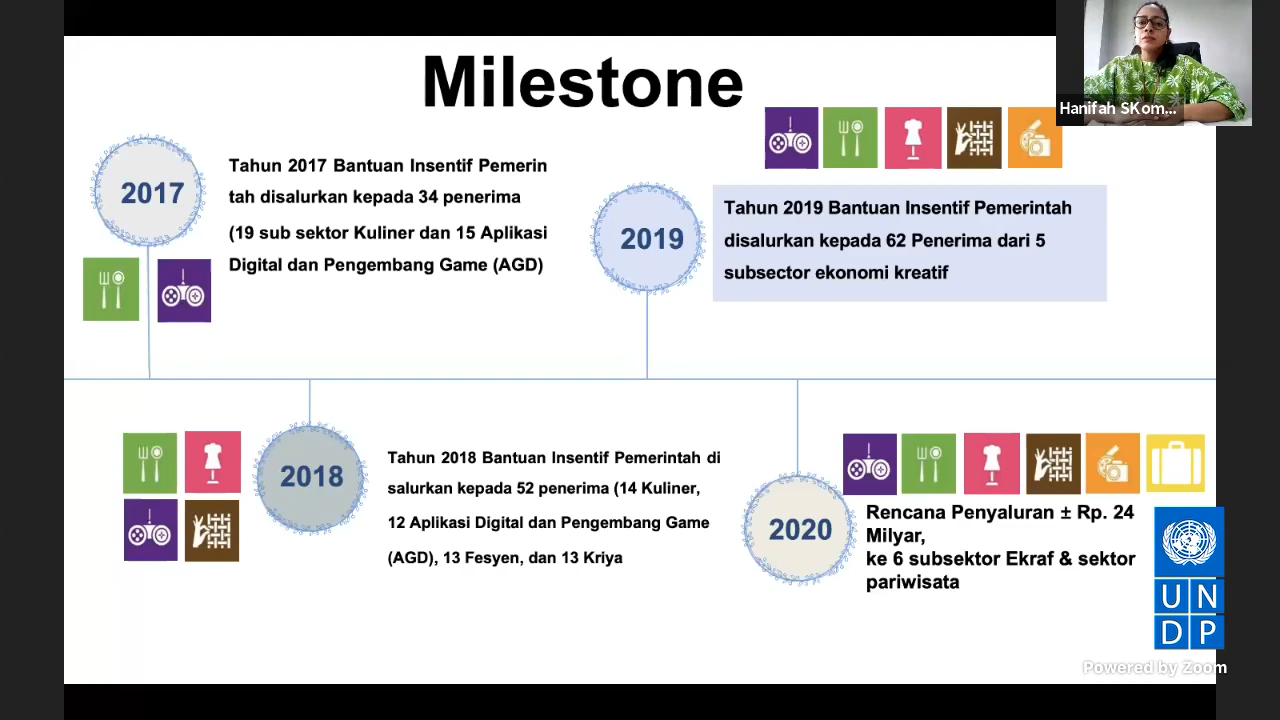 Milestone
Hanifah SKom...
2017
Tahun 2017 Bantuan Insentif Pemerin
tah disalurkan kepada 34 penerima
(19 sub sektor Kuliner dan 15 Aplikasi
Digital dan Pengembang Game (AGD)
2019
Tahun 2019 Bantuan Insentif Pemerintah
disalurkan kepada 62 Penerima dari 5
subsector ekonomi kreatif
2018
Tahun 2018 Bantuan Insentif Pemerintah di
salurkan kepada 52 penerima (14 Kuliner,
12 Aplikasi Digital dan Pengembang Game
(AGD), 13 Fesyen, dan 13 Kriya
2020
Rencana Penyaluran ± Rp. 24
Milyar,
ke 6 subsektor Ekraf & sektor
pariwisata
U N
D P
Powered by Zoom